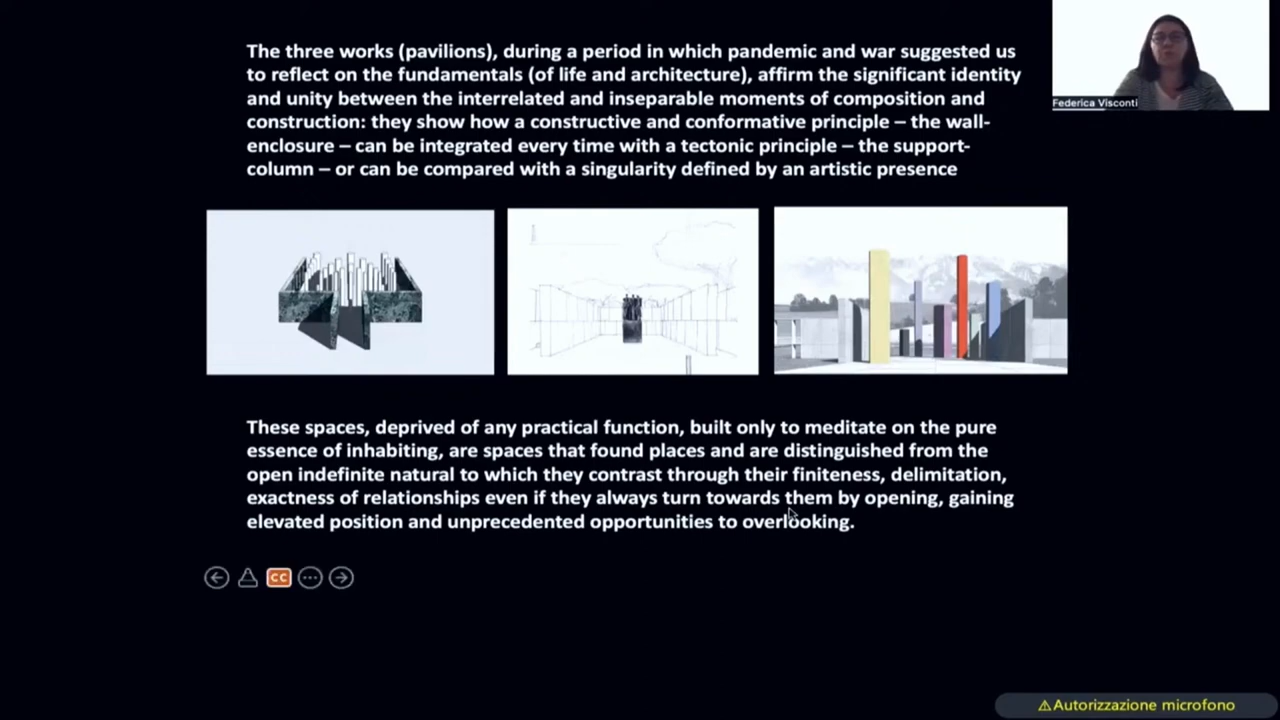 The three works (pavilions), during a period in which pandemic and war suggested us
to reflect on the fundamentals (of life and architecture), affirm the significant identity
and unity between the interrelated and inseparable moments of composition and
construction: they show how a constructive and conformative principle – the wall-
enclosure – can be integrated every time with a tectonic principle – the support-
column – or can be compared with a singularity defined by an artistic presence
Federica Visconti
These spaces, deprived of any practical function, built only to meditate on the pure
essence of inhabiting, are spaces that found places and are distinguished from the
open indefinite natural to which they contrast through their finiteness, delimitation,
exactness of relationships even if they always turn towards them by opening, gaining
elevated position and unprecedented opportunities to overlooking.
CC
⚠Autorizzazione microfono